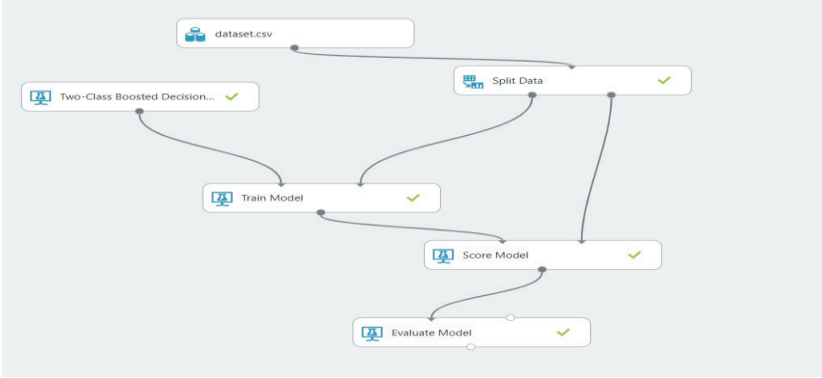 dataset.csv
Split Data
Two-Class Boosted Decision...
Train Model
Score Model
Evaluate Model